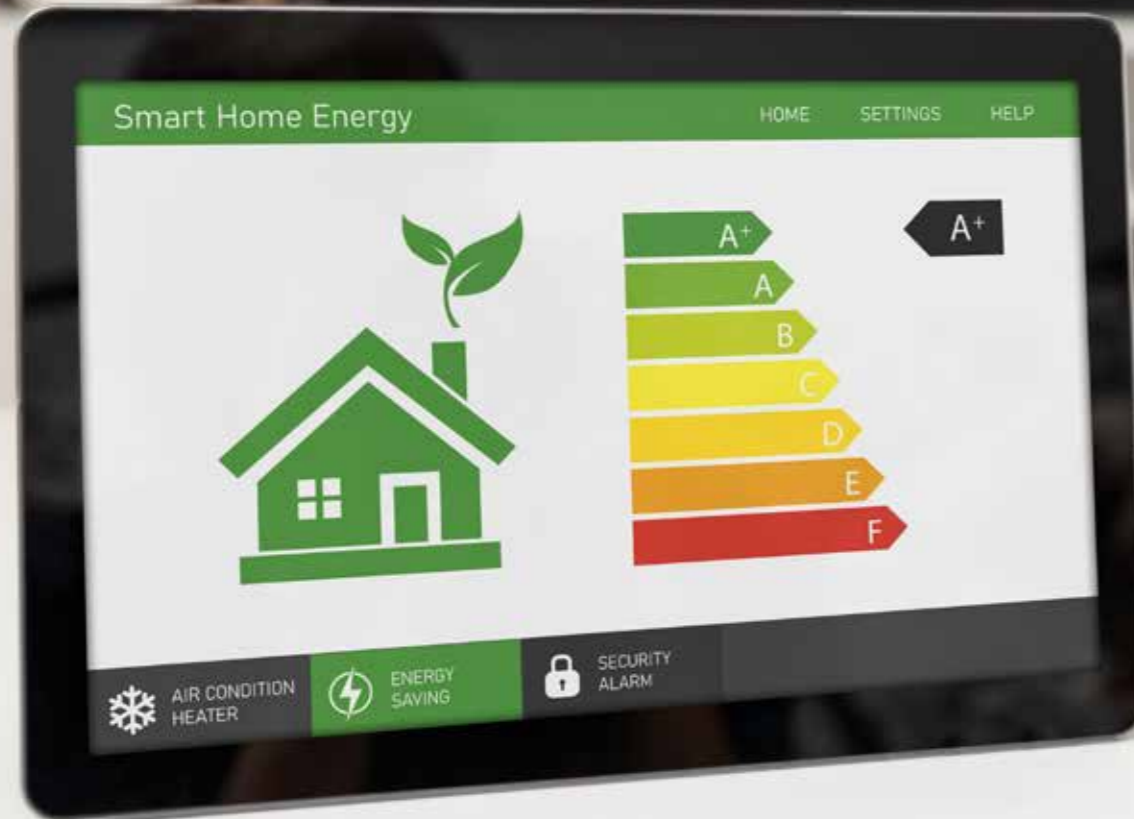 Smart Home Energy
HOME SETTINGS HELP
A+
A+
A
B
C
D
E
F
AIR CONDITION
HEATER
ENERGY
SAVING
SECURITY
ALARM